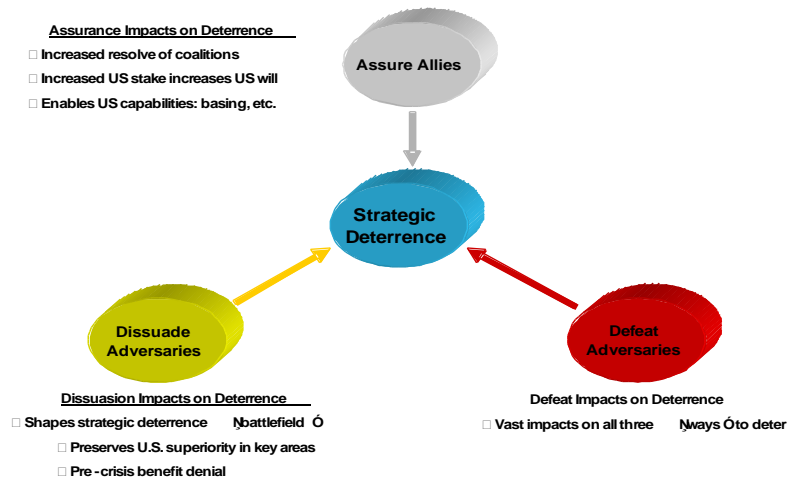 Assurance Impacts on Deterrence
□ Increased resolve of coalitions
□ Increased US stake increases US will
□ Enables US capabilities: basing, etc.
Assure Allies
Strategic
Deterrence
Dissuade
Adversaries
Defeat
Adversaries
Dissuasion Impacts on Deterrence
□ Shapes strategic deterrence Ņbattlefield Ó
□ Preserves U.S. superiority in key areas
□ Pre-crisis benefit denial
Defeat Impacts on Deterrence
□ Vast impacts on all three Ņways Ó to deter